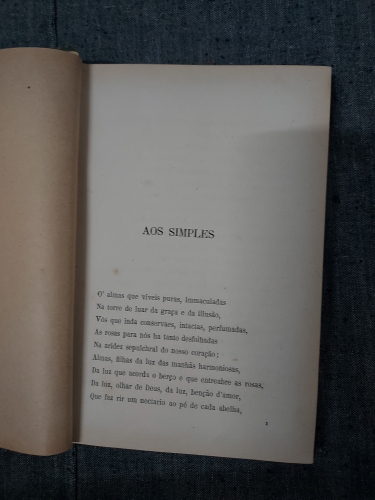 AOS SIMPLES
O' almas que viveis puras, immaculadas
Na torre do luar da graça e da illusão,
Vós que inda conservaes, intactas, perfumadas,
As rosas para nós ha tanto desfolhadas
Na aridez sepulchral do nosso coração;
Almas, filhas da luz das manhãs harmoniosas,
Da luz que acorda o berço e que entreabre as rosas,
Da luz, olhar de Deus, da luz, benção d'amor,
Que faz rir um nectario ao pé de cada abelha,